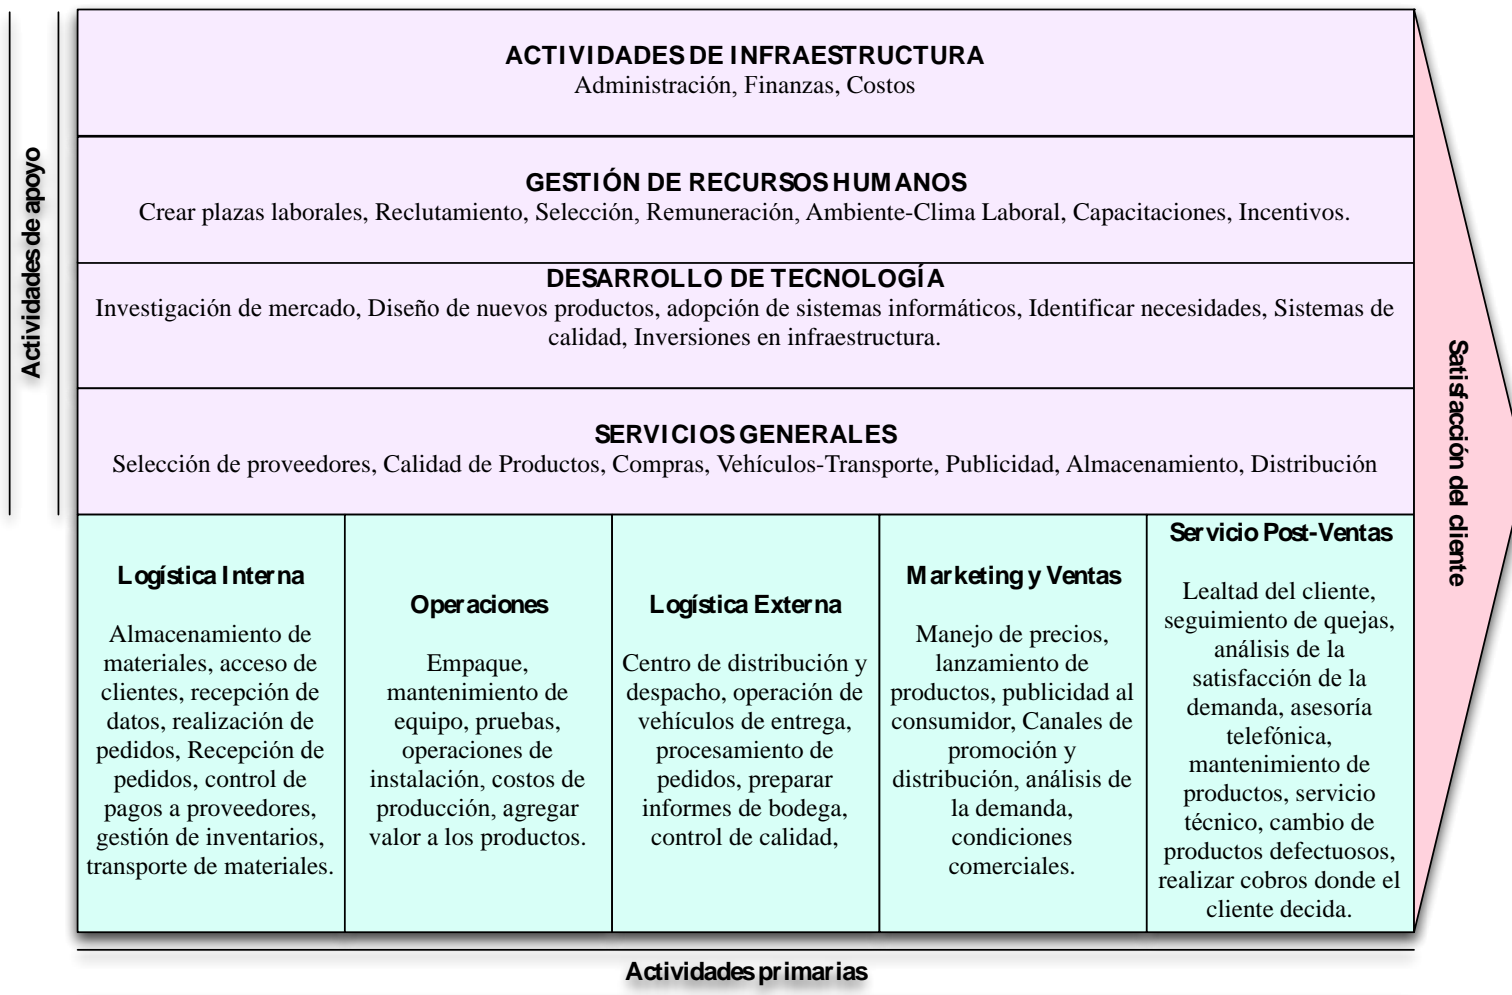 ACTIVIDADES DE INFRAESTRUCTURA
Administración, Finanzas, Costos
GESTIÓN DE RECURSOS HUMANOS
Crear plazas laborales, Reclutamiento, Selección, Remuneración, Ambiente-Clima Laboral, Capacitaciones, Incentivos.
DESARROLLO DE TECNOLOGÍA
Investigación de mercado, Diseño de nuevos productos, adopción de sistemas informáticos, Identificar necesidades, Sistemas de
calidad, Inversiones en infraestructura.
SERVICIOS GENERALES
Selección de proveedores, Calidad de Productos, Compras, Vehículos-Transporte, Publicidad, Almacenamiento, Distribución
Actividades de apoyo
Logística Interna
Almacenamiento de
materiales, acceso de
clientes, recepción de
datos, realización de
pedidos, Recepción de
pedidos, control de
pagos a proveedores,
gestión de inventarios,
transporte de materiales.
Operaciones
Empaque,
mantenimiento de
equipo, pruebas,
operaciones de
instalación, costos de
producción, agregar
valor a los productos.
Logística Externa
Centro de distribución y
despacho, operación de
vehículos de entrega,
procesamiento de
pedidos, preparar
informes de bodega,
control de calidad,
Marketing y Ventas
Manejo de precios,
lanzamiento de
productos, publicidad al
consumidor, Canales de
promoción y
distribución, análisis de
la demanda,
condiciones
comerciales.
Servicio Post-Ventas
Lealtad del cliente,
seguimiento de quejas,
análisis de la
satisfacción de la
demanda, asesoría
telefónica,
mantenimiento de
productos, servicio
técnico, cambio de
productos defectuosos,
realizar cobros donde el
cliente decida.
Satisfacción del cliente
Actividades primarias